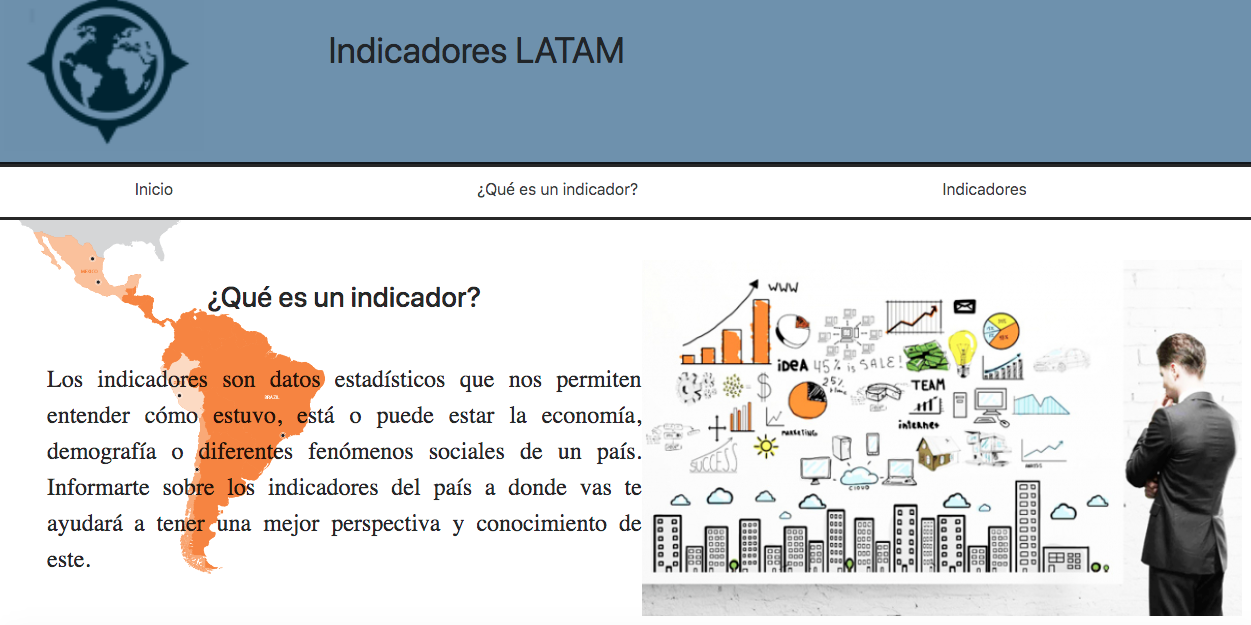 Indicadores LATAM
Inicio
¿Qué es un indicador?
Indicadores
¿Qué es un indicador?
MÉXICO
BRAZIL
Los indicadores son datos estadísticos que nos permiten
entender cómo estuvo, está o puede estar la economía,
demografía o diferentes fenómenos sociales de un país.
Informarte sobre los indicadores del país a donde vas te
ayudará a tener una mejor perspectiva y conocimiento de
este.
WWW
iDEA 45% is SALE!
25%
TEAM
MARKETING
internet
SUCCESS
CLOUD